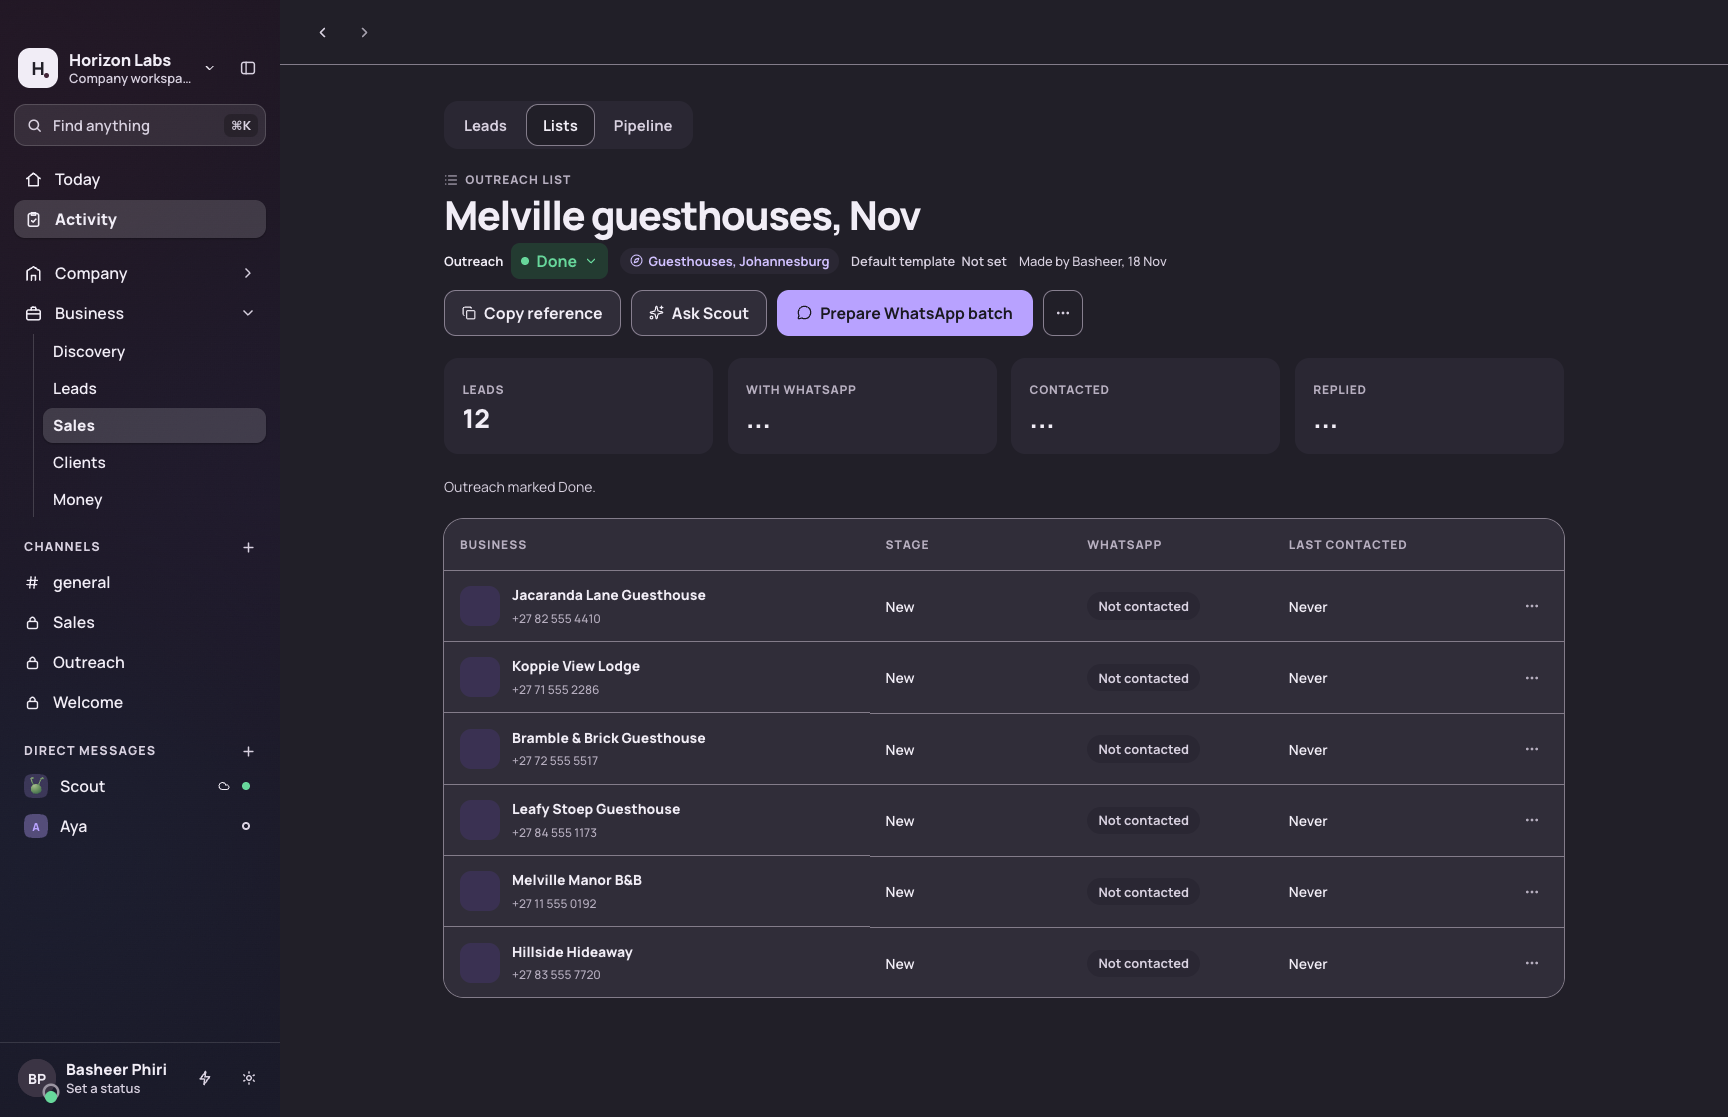 Horizon Labs
Company workspa...
Find anything ⌘K
Today
Activity
Company
Business
Discovery
Leads
Sales
Clients
Money
CHANNELS
# general
Sales
Outreach
Welcome
DIRECT MESSAGES
Scout
A Aya
BP Basheer Phiri
Set a status
H.
Leads Lists Pipeline
OUTREACH LIST
Melville guesthouses, Nov
Outreach Done Guesthouses, Johannesburg Default template Not set Made by Basheer, 18 Nov
Copy reference Ask Scout Prepare WhatsApp batch ...
LEADS WITH WHATSAPP CONTACTED REPLIED
12 ... ... ...
Outreach marked Done.
BUSINESS STAGE WHATSAPP LAST CONTACTED
Jacaranda Lane Guesthouse
+27 82 555 4410
New Not contacted Never ...
Koppie View Lodge
+27 71 555 2286
New Not contacted Never ...
Bramble & Brick Guesthouse
+27 72 555 5517
New Not contacted Never ...
Leafy Stoep Guesthouse
+27 84 555 1173
New Not contacted Never ...
Melville Manor B&B
+27 11 555 0192
New Not contacted Never ...
Hillside Hideaway
+27 83 555 7720
New Not contacted Never ...